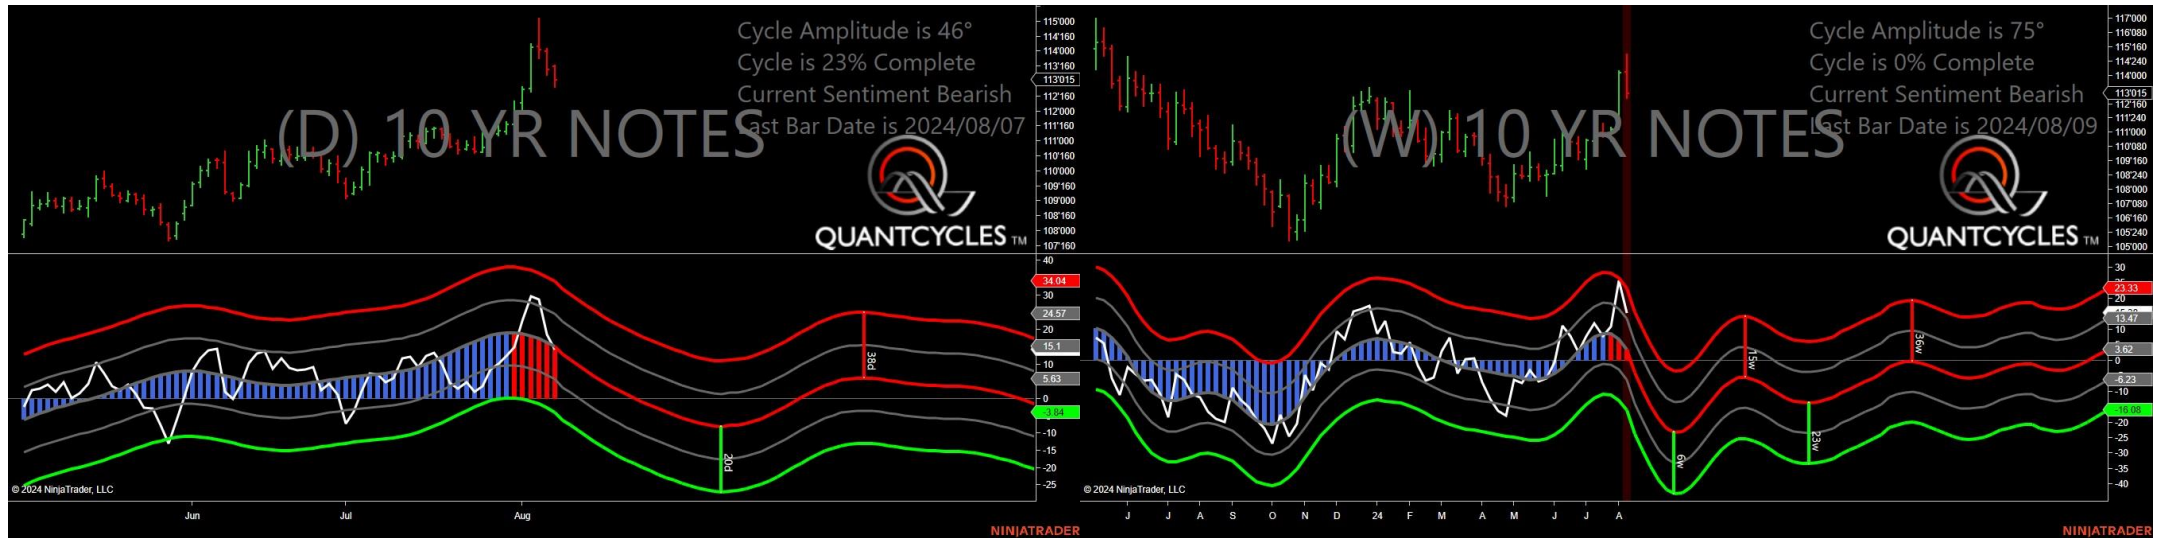 Cycle Amplitude is 46°
Cycle is 23% Complete
Current Sentiment Bearish
Last Bar Date is 2024/08/07
(D) 10 YR NOTES
QUANTCYCLES TM
115'000
114'160
114'000
113'160
113'015
112'160
112'000
111'160
111'000
110'160
110'000
109'160
109'000
108'160
108'000
107'160
40
34.04
30
24.57
20
15.1
10
5.63
0
-3.84
-10
-15
-20
-25
38d
20d
© 2024 NinjaTrader, LLC
Jun
Jul
Aug
NINJATRADER
Cycle Amplitude is 75°
Cycle is 0% Complete
Current Sentiment Bearish
Last Bar Date is 2024/08/09
(W) 10 YR NOTES
QUANTCYCLES TM
117'000
116'080
115'160
114'240
114'000
113'015
112'160
111'240
111'000
110'080
109'160
108'240
108'000
107'080
106'160
105'240
105'000
30
23.33
20
13.47
10
3.62
0
-6.23
-10
-16.08
-20
-25
-30
-35
-40
15w
36w
6w
23w
© 2024 NinjaTrader, LLC
J
J
A
S
O
N
D
24
F
M
A
M
J
J
A
NINJATRADER